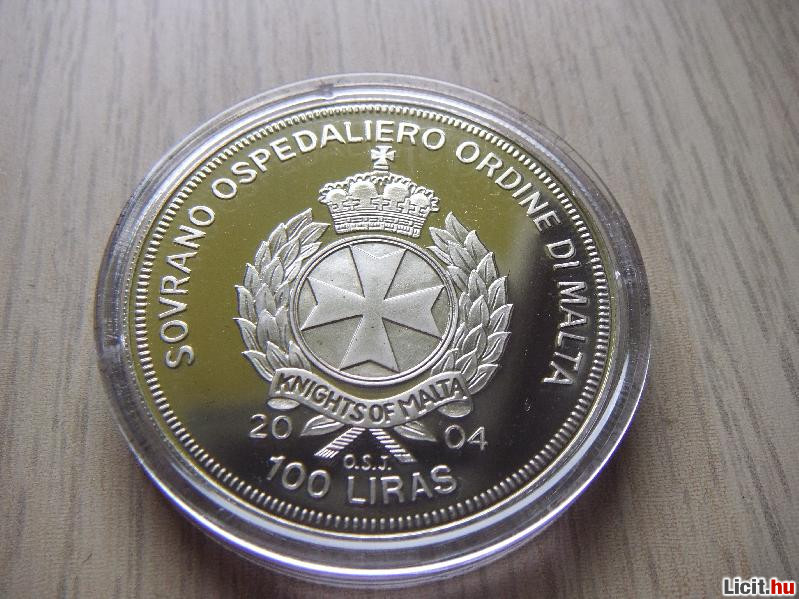 SOVRANO OSPEDALIERO ORDINE DI MALTA
KNIGHTS OF MALTA
20 04
O.S.J.
100 LIRAS
Licit.hu